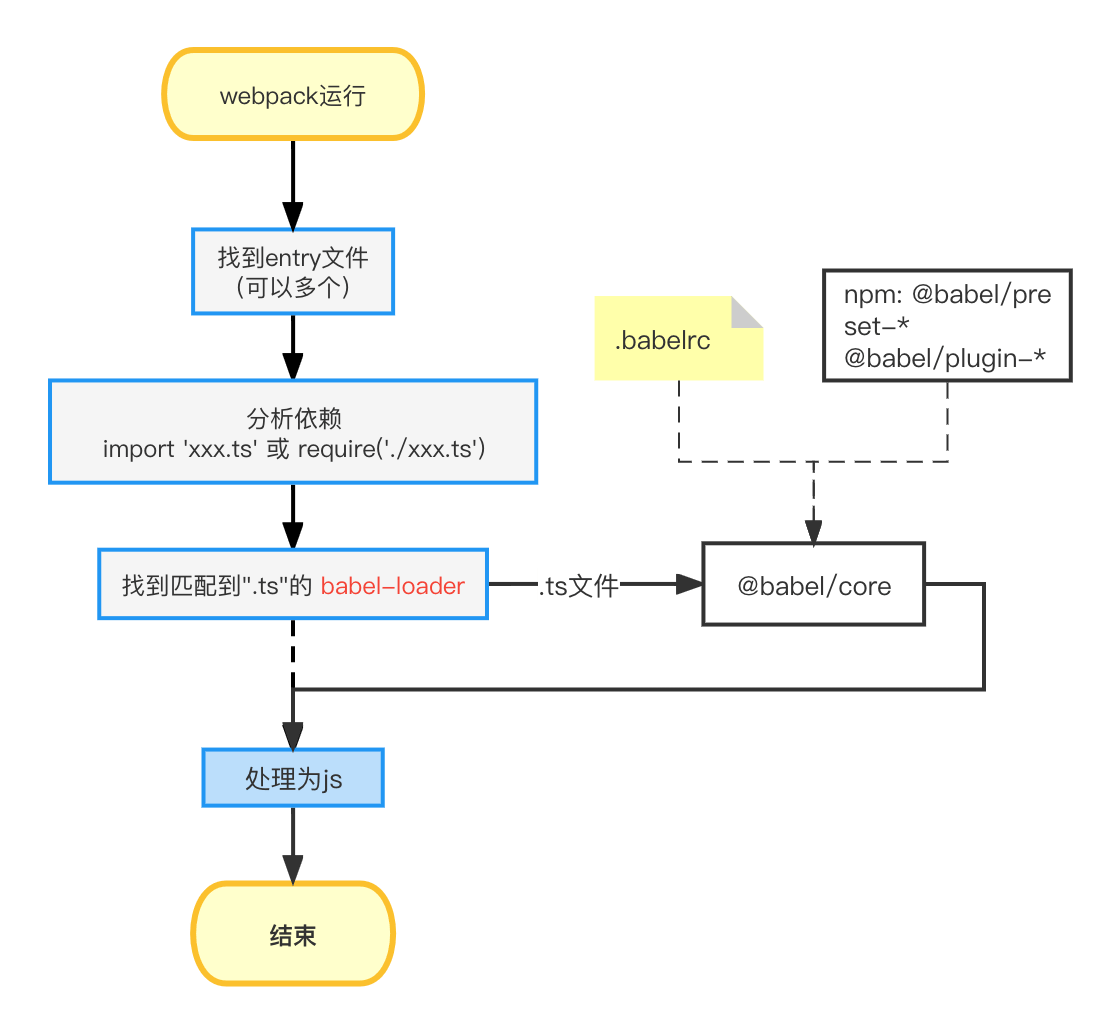 webpack运行
找到entry文件
（可以多个）
分析依赖
import 'xxx.ts' 或 require('./xxx.ts')
.babelrc
npm: @babel/pre
set-*
@babel/plugin-*
找到匹配到".ts"的 babel-loader
.ts文件
@babel/core
处理为js
结束